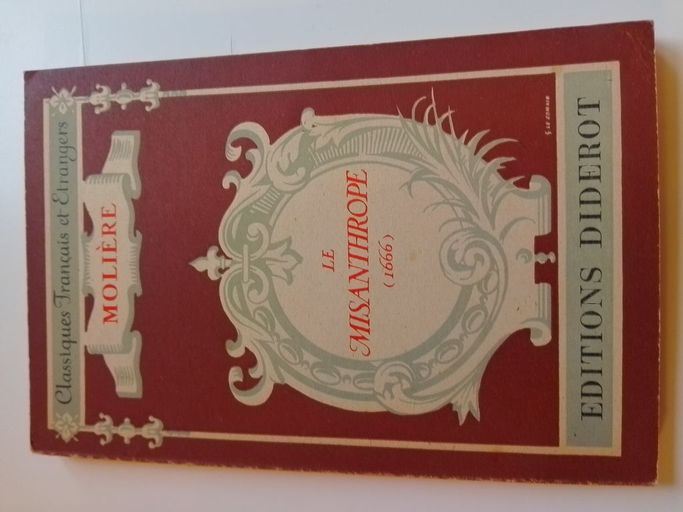 Classiques Français et Etrangers
MOLIÈRE
LE
MISANTHROPE
(1666)
EDITIONS DIDEROT